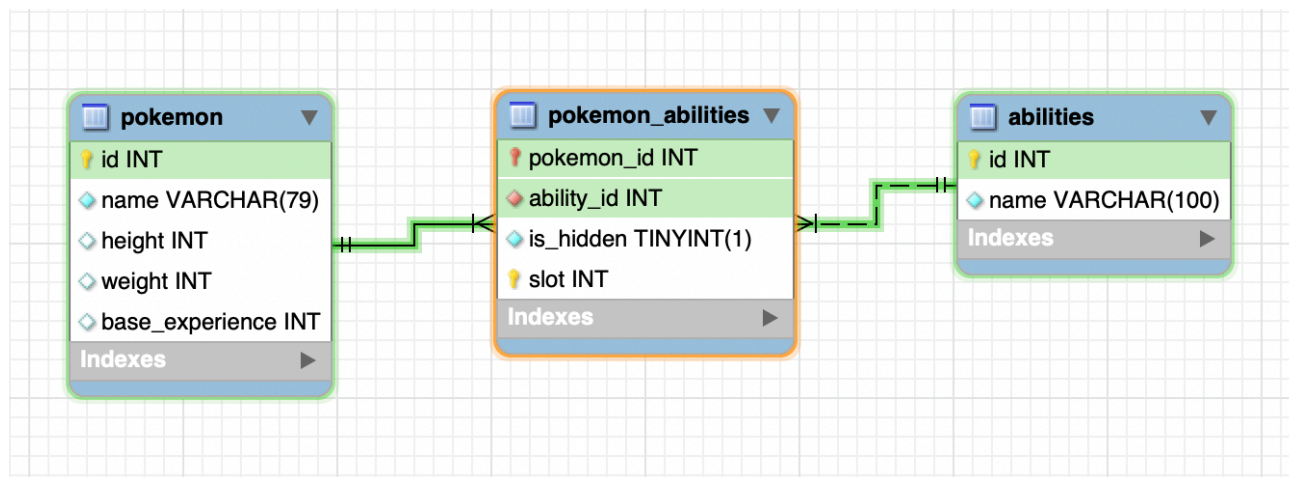 pokemon
id INT
name VARCHAR(79)
height INT
weight INT
base_experience INT
Indexes
pokemon_abilities
pokemon_id INT
ability_id INT
is_hidden TINYINT(1)
slot INT
Indexes
abilities
id INT
name VARCHAR(100)
Indexes